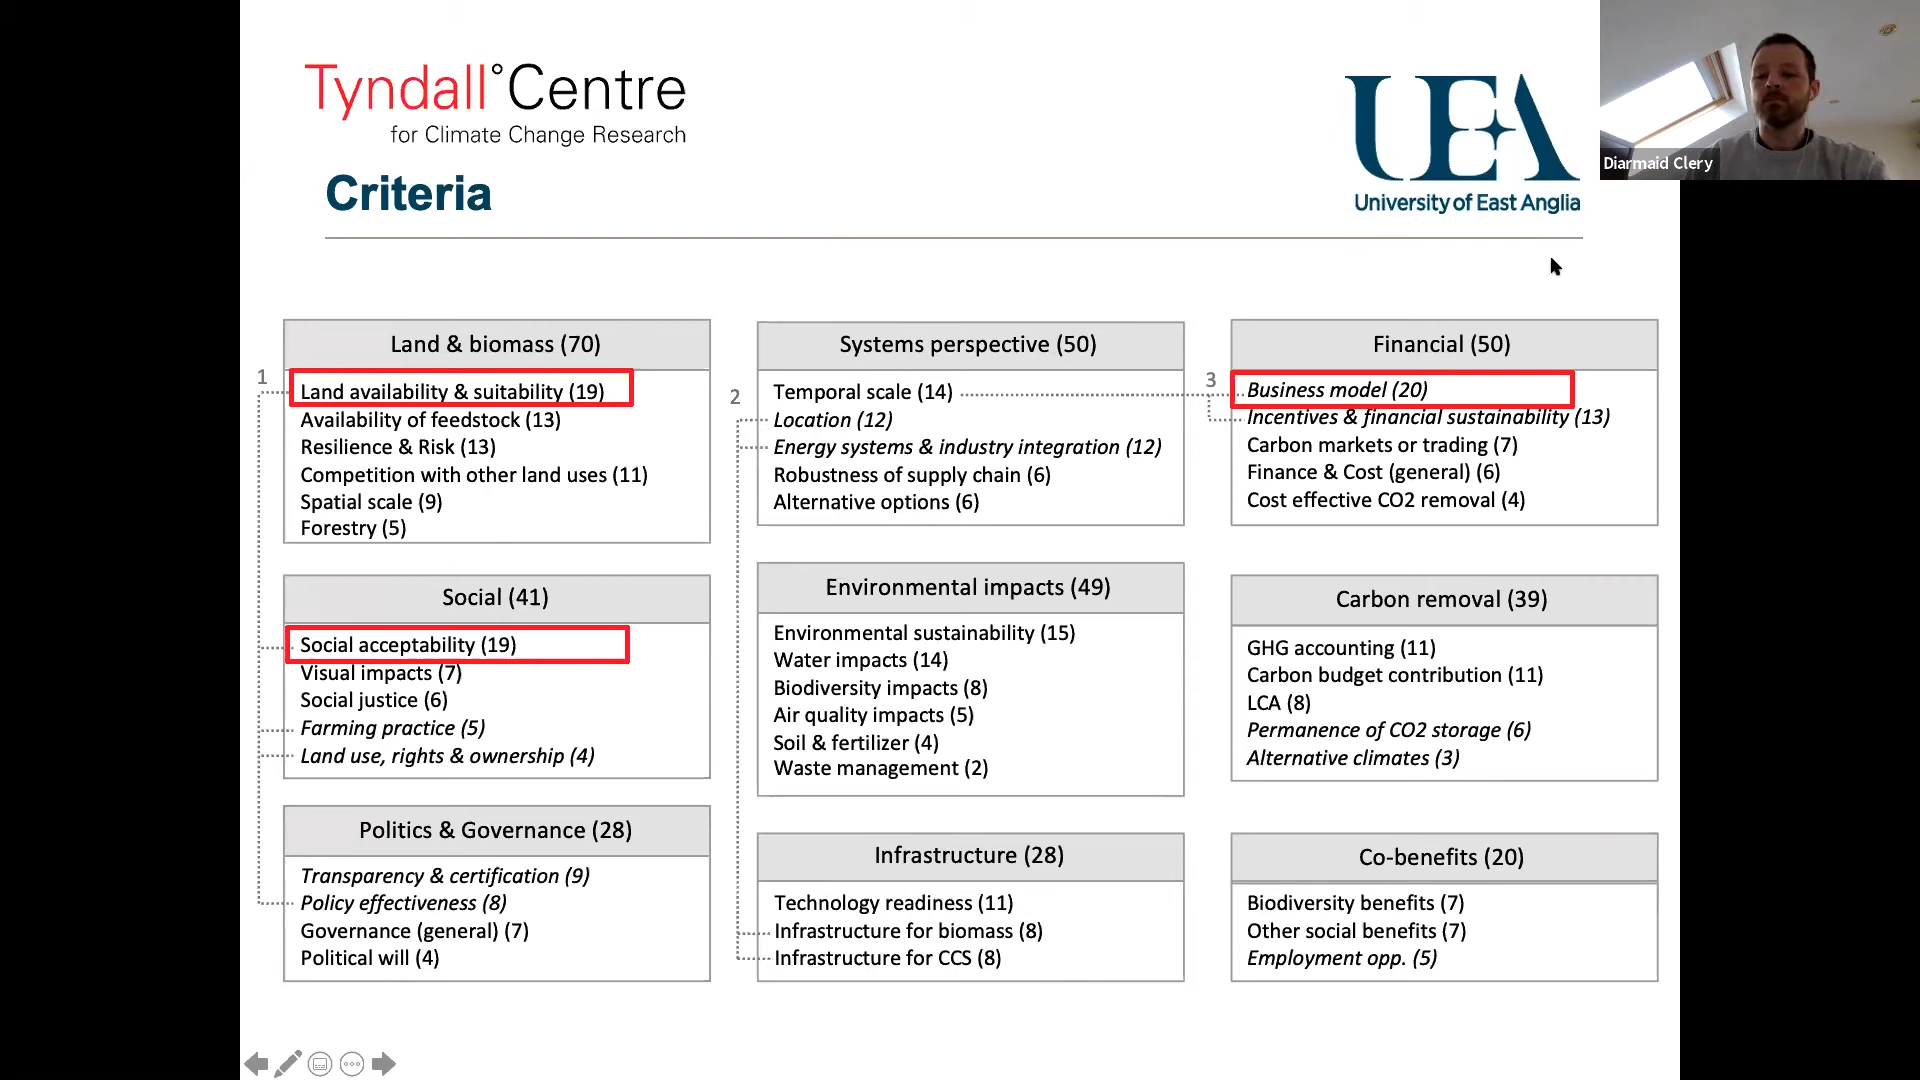 Tyndall°Centre
for Climate Change Research
UEA
University of East Anglia
Diarmaid Clery
Criteria
Land & biomass (70)
1
Land availability & suitability (19)
Availability of feedstock (13)
Resilience & Risk (13)
Competition with other land uses (11)
Spatial scale (9)
Forestry (5)
Social (41)
Social acceptability (19)
Visual impacts (7)
Social justice (6)
Farming practice (5)
Land use, rights & ownership (4)
Politics & Governance (28)
Transparency & certification (9)
Policy effectiveness (8)
Governance (general) (7)
Political will (4)
Systems perspective (50)
2
Temporal scale (14)
Location (12)
Energy systems & industry integration (12)
Robustness of supply chain (6)
Alternative options (6)
Environmental impacts (49)
Environmental sustainability (15)
Water impacts (14)
Biodiversity impacts (8)
Air quality impacts (5)
Soil & fertilizer (4)
Waste management (2)
Infrastructure (28)
Technology readiness (11)
Infrastructure for biomass (8)
Infrastructure for CCS (8)
Financial (50)
3
Business model (20)
Incentives & financial sustainability (13)
Carbon markets or trading (7)
Finance & Cost (general) (6)
Cost effective CO2 removal (4)
Carbon removal (39)
GHG accounting (11)
Carbon budget contribution (11)
LCA (8)
Permanence of CO2 storage (6)
Alternative climates (3)
Co-benefits (20)
Biodiversity benefits (7)
Other social benefits (7)
Employment opp. (5)